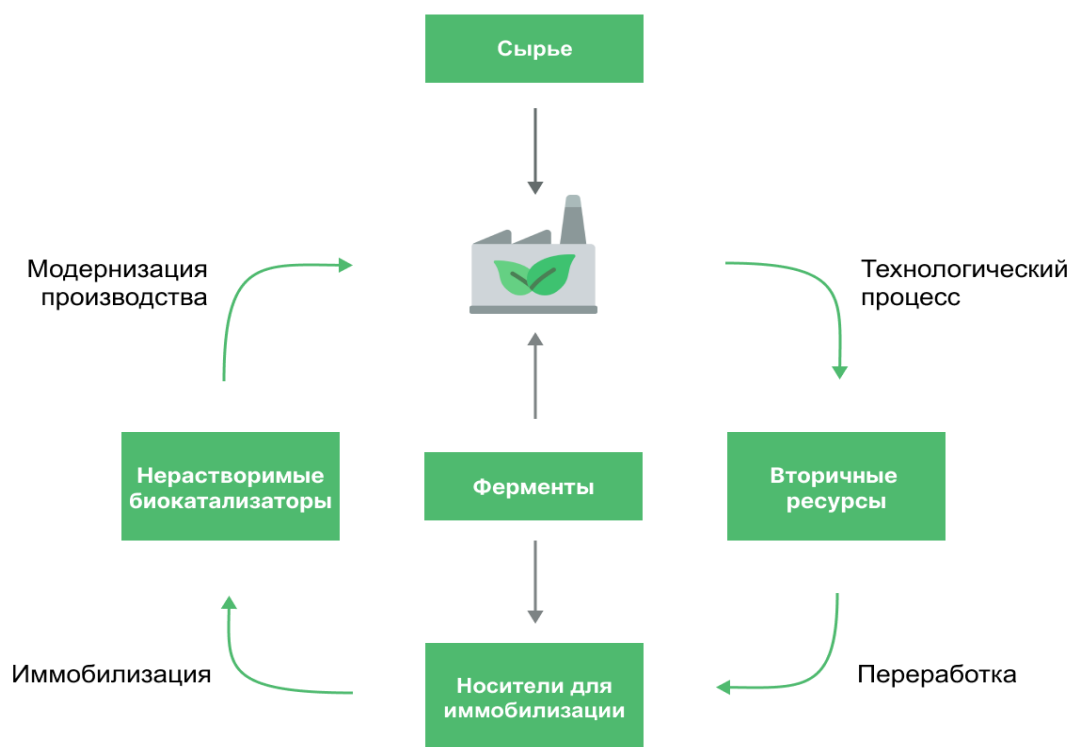 Сырье
Модернизация
производства
Технологический
процесс
Нерастворимые
биокатализаторы
Ферменты
Вторичные
ресурсы
Иммобилизация
Носители для
иммобилизации
Переработка